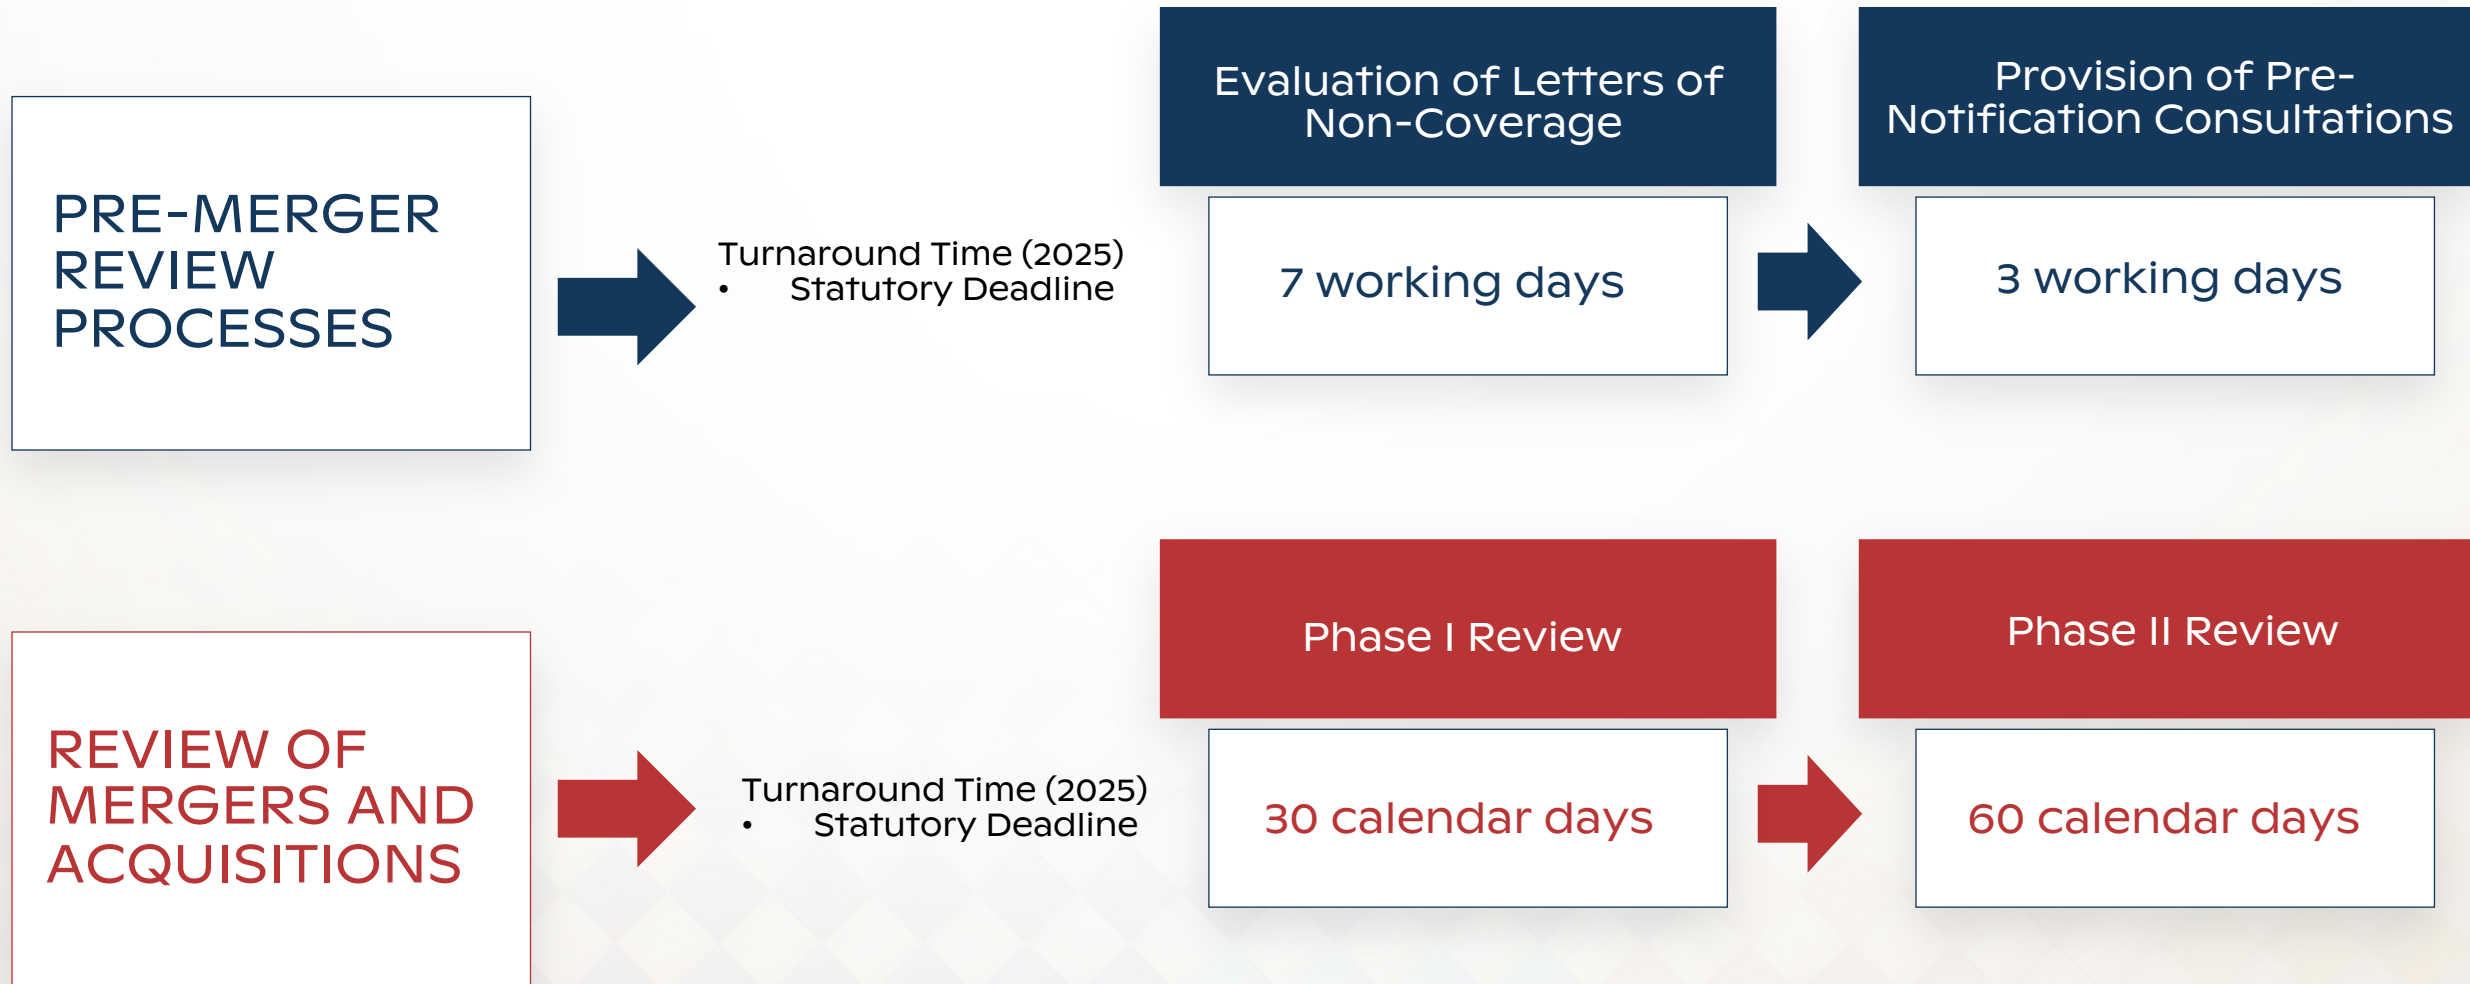 PRE-MERGER
REVIEW
PROCESSES
Turnaround Time (2025)
• Statutory Deadline
Evaluation of Letters of
Non-Coverage
7 working days
Provision of Pre-
Notification Consultations
3 working days
REVIEW OF
MERGERS AND
ACQUISITIONS
Turnaround Time (2025)
• Statutory Deadline
Phase I Review
30 calendar days
Phase II Review
60 calendar days